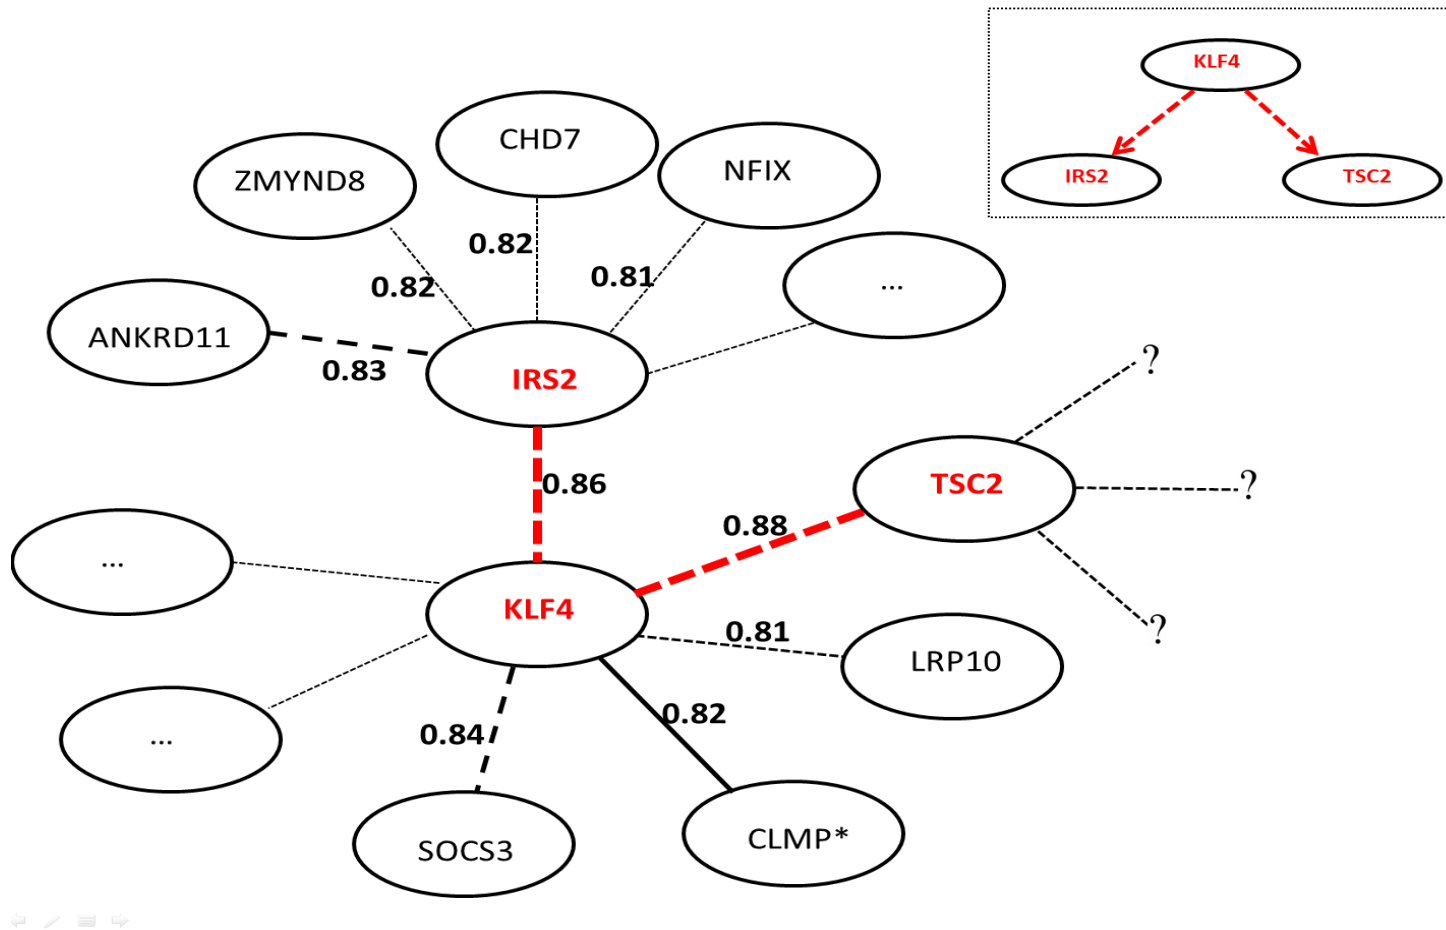 KLF4
IRS2
TSC2
CHD7
ZMYND8
NFIX
0.82
0.82
0.81
...
ANKRD11
0.83
IRS2
?
0.86
TSC2
?
0.88
...
KLF4
?
0.81
LRP10
0.82
0.84
...
CLMP*
SOCS3